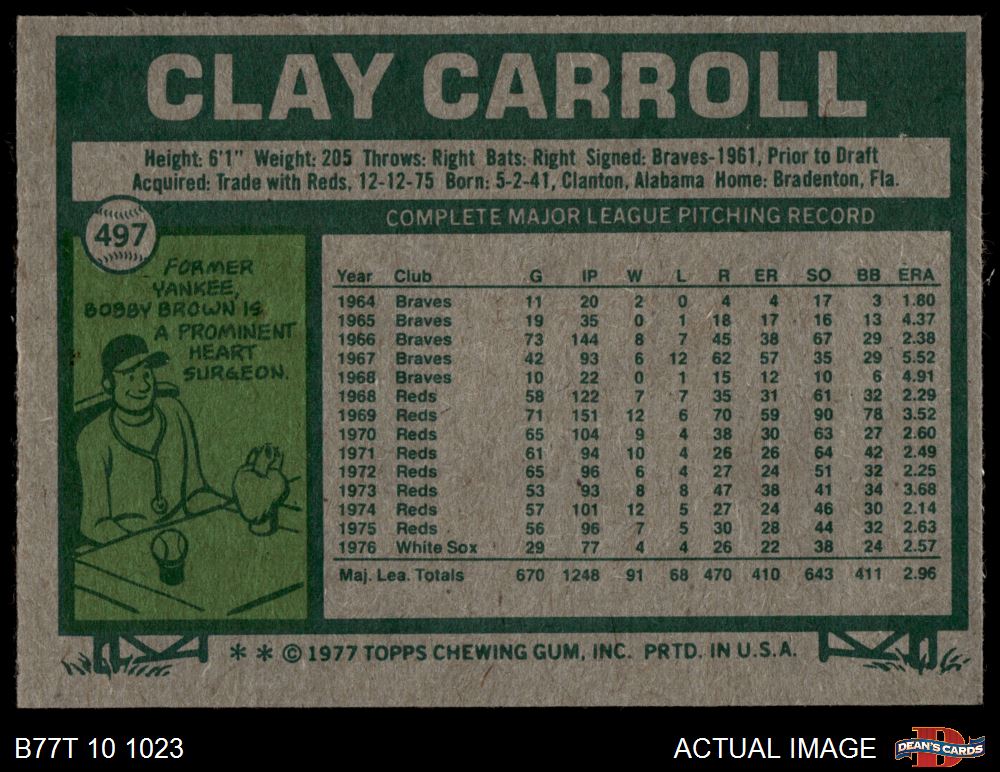 CLAY CARROLL
Height: 6'1" Weight: 205 Throws: Right Bats: Right Signed: Braves-1961, Prior to Draft
Acquired: Trade with Reds, 12-12-75 Born: 5-2-41, Clanton, Alabama Home: Bradenton, Fla.
497
COMPLETE MAJOR LEAGUE PITCHING RECORD
FORMER
YANKEE,
BOBBY BROWN IS
A PROMINENT
HEART
SURGEON.
Year Club G IP W L R ER SO BB ERA
1964 Braves 11 20 2 0 4 4 17 3 1.80
1965 Braves 19 35 0 1 18 17 16 13 4.37
1966 Braves 73 144 8 7 45 38 67 29 2.38
1967 Braves 42 93 6 12 62 57 35 29 5.52
1968 Braves 10 22 0 1 15 12 10 6 4.91
1968 Reds 58 122 7 7 35 31 61 32 2.29
1969 Reds 71 151 12 6 70 59 90 78 3.52
1970 Reds 65 104 9 4 38 30 63 27 2.60
1971 Reds 61 94 10 4 26 26 64 42 2.49
1972 Reds 65 96 6 4 27 24 51 32 2.25
1973 Reds 53 93 8 8 47 38 41 34 3.68
1974 Reds 57 101 12 5 27 24 46 30 2.14
1975 Reds 56 96 7 5 30 28 44 32 2.63
1976 White Sox 29 77 4 4 26 22 38 24 2.57
Maj. Lea. Totals 670 1248 91 68 470 410 643 411 2.96
* * © 1977 TOPPS CHEWING GUM, INC. PRTD. IN U.S.A.
B77T 10 1023
ACTUAL IMAGE
D
DEAN'S CARDS